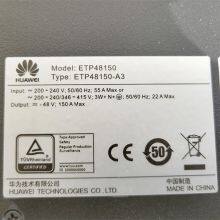 HUAWEI
Model: ETP48150
Type: ETP48150-A3
Input: ⎓ 200 - 240 V, 50/60 Hz; 55 A Max or
⎓ 200 - 240/346 - 415 V; 3W+N+⏚; 50/60 Hz; 22 A Max
Output: ⎓ - 48 V; 150 A Max
TÜVRheinland
CERTIFIED
华为技术有限公司 中国制造
HUAWEI TECHNOLOGIES CO.,LTD. MADE IN CHINA